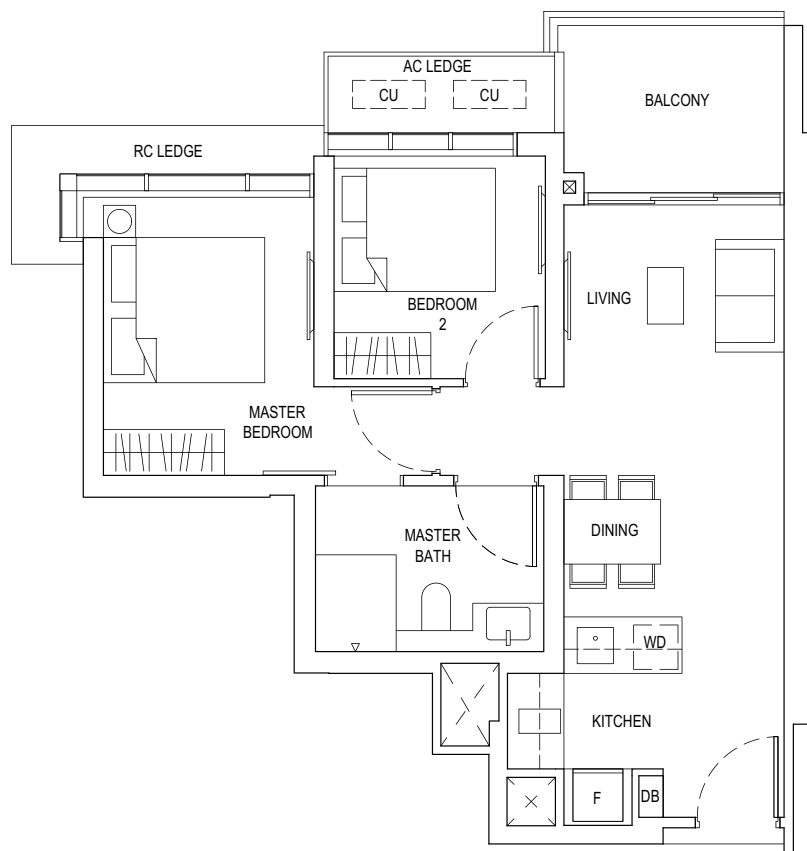 AC LEDGE
CU
CU
BALCONY
RC LEDGE
LIVING
BEDROOM
2
MASTER
BEDROOM
DINING
MASTER
BATH
WD
KITCHEN
F
DB